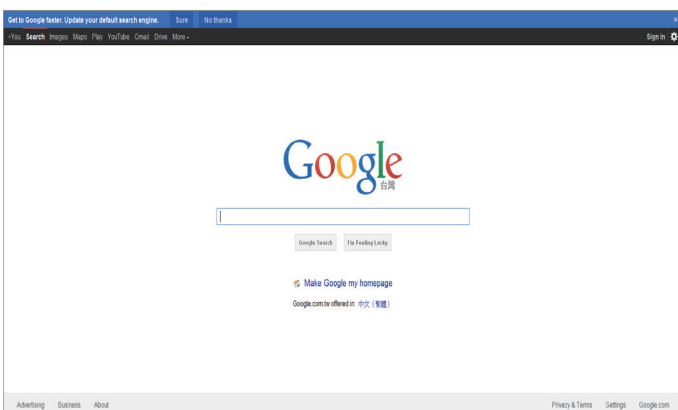 Get to Google faster. Update your default search engine. Sure No thanks ×
+You Search Images Maps Play YouTube Gmail Drive More Sign in
Google
台灣
Google Search I'm Feeling Lucky
Make Google my homepage
Google.com.tw offered in: 中文（繁體）
Advertising Business About Privacy & Terms Settings Google.com